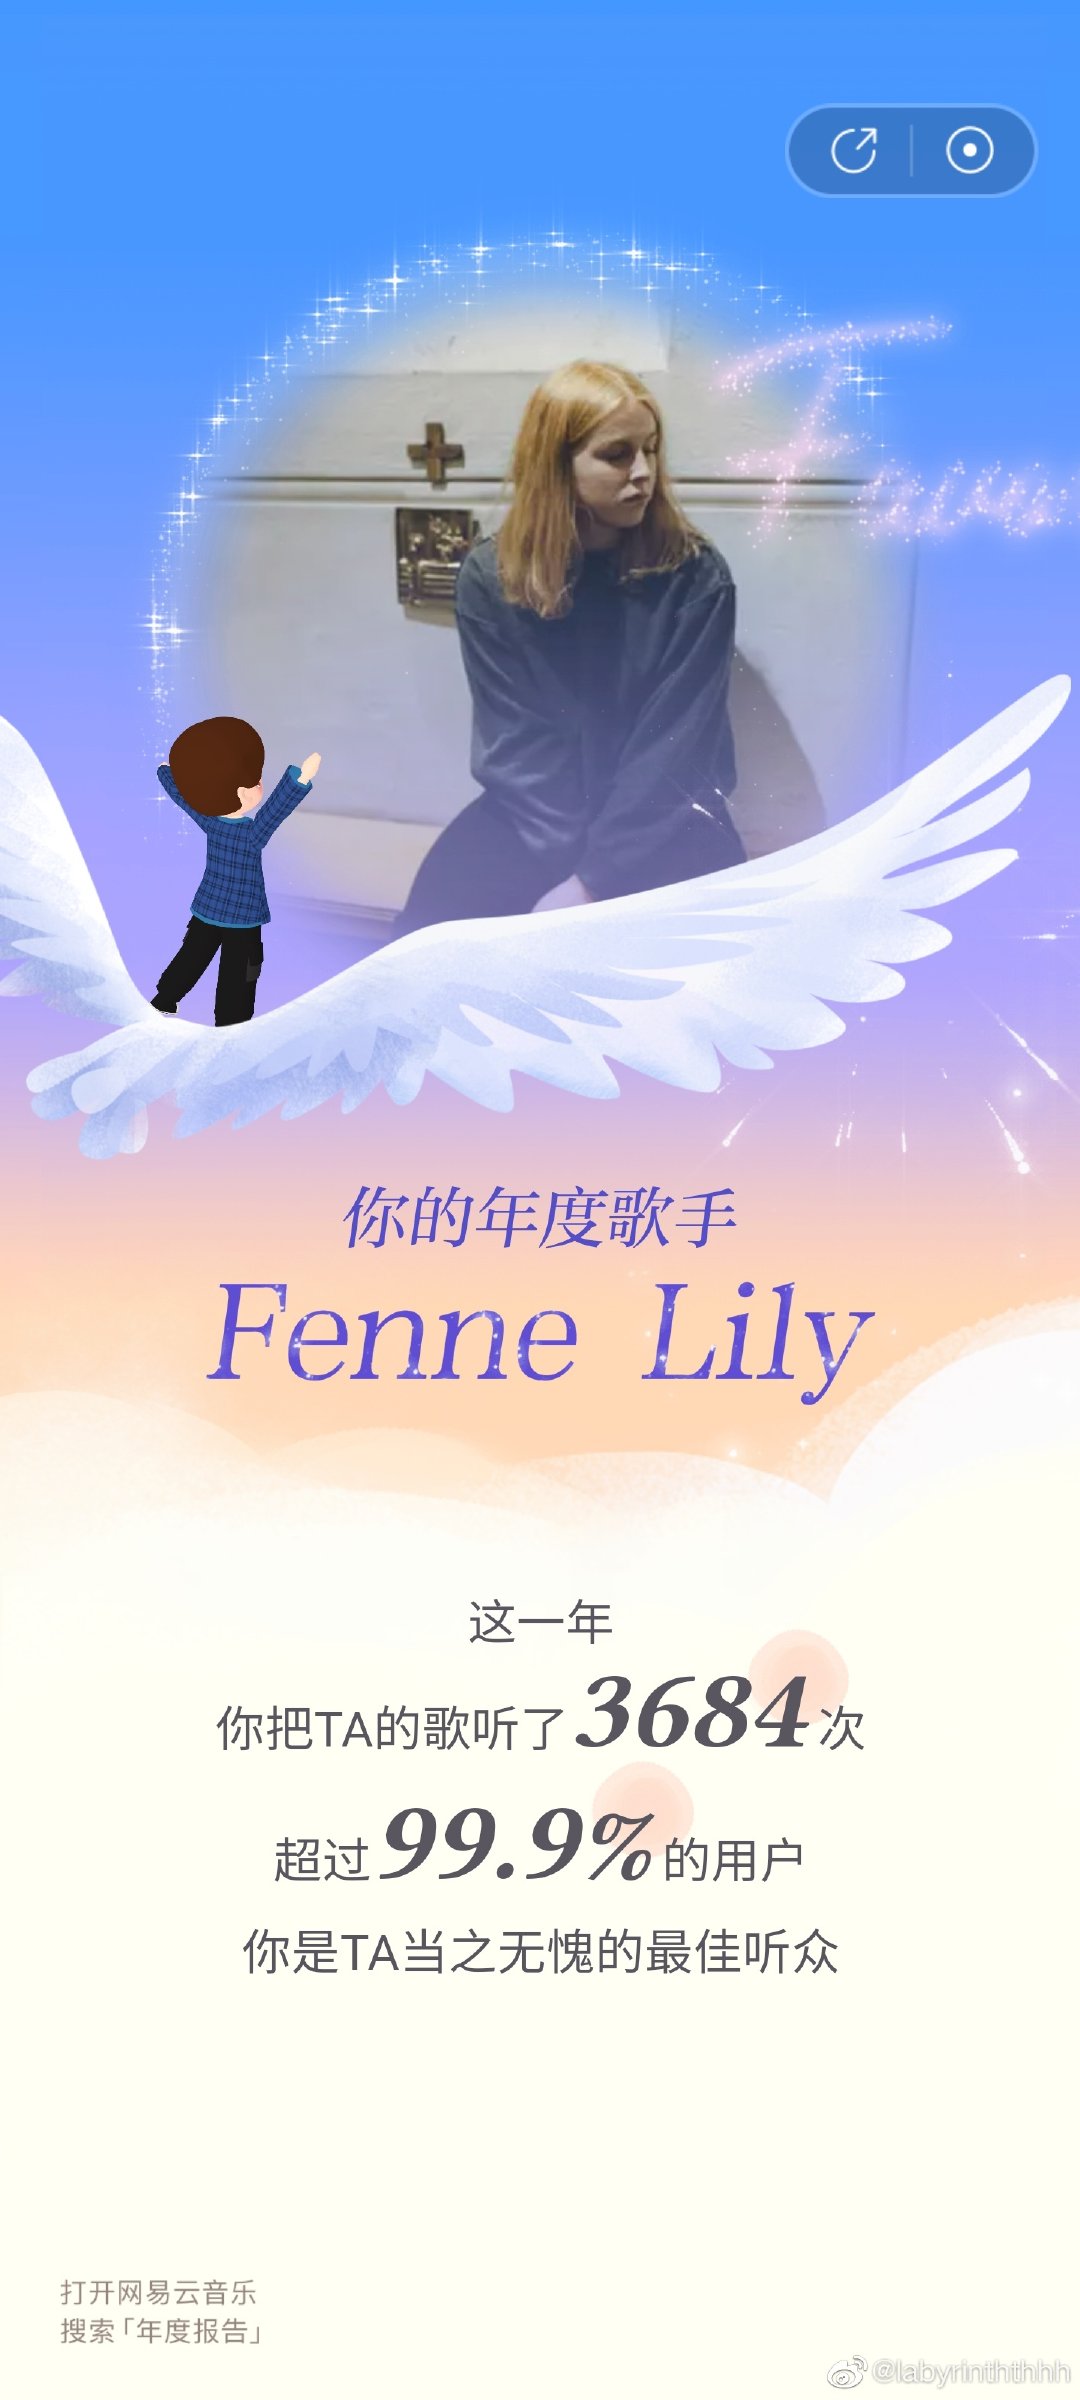 你的年度歌手
Fenne Lily
这一年
你把TA的歌听了3684次
超过99.9%的用户
你是TA当之无愧的最佳听众
打开网易云音乐
搜索「年度报告」
@labyrinththhh